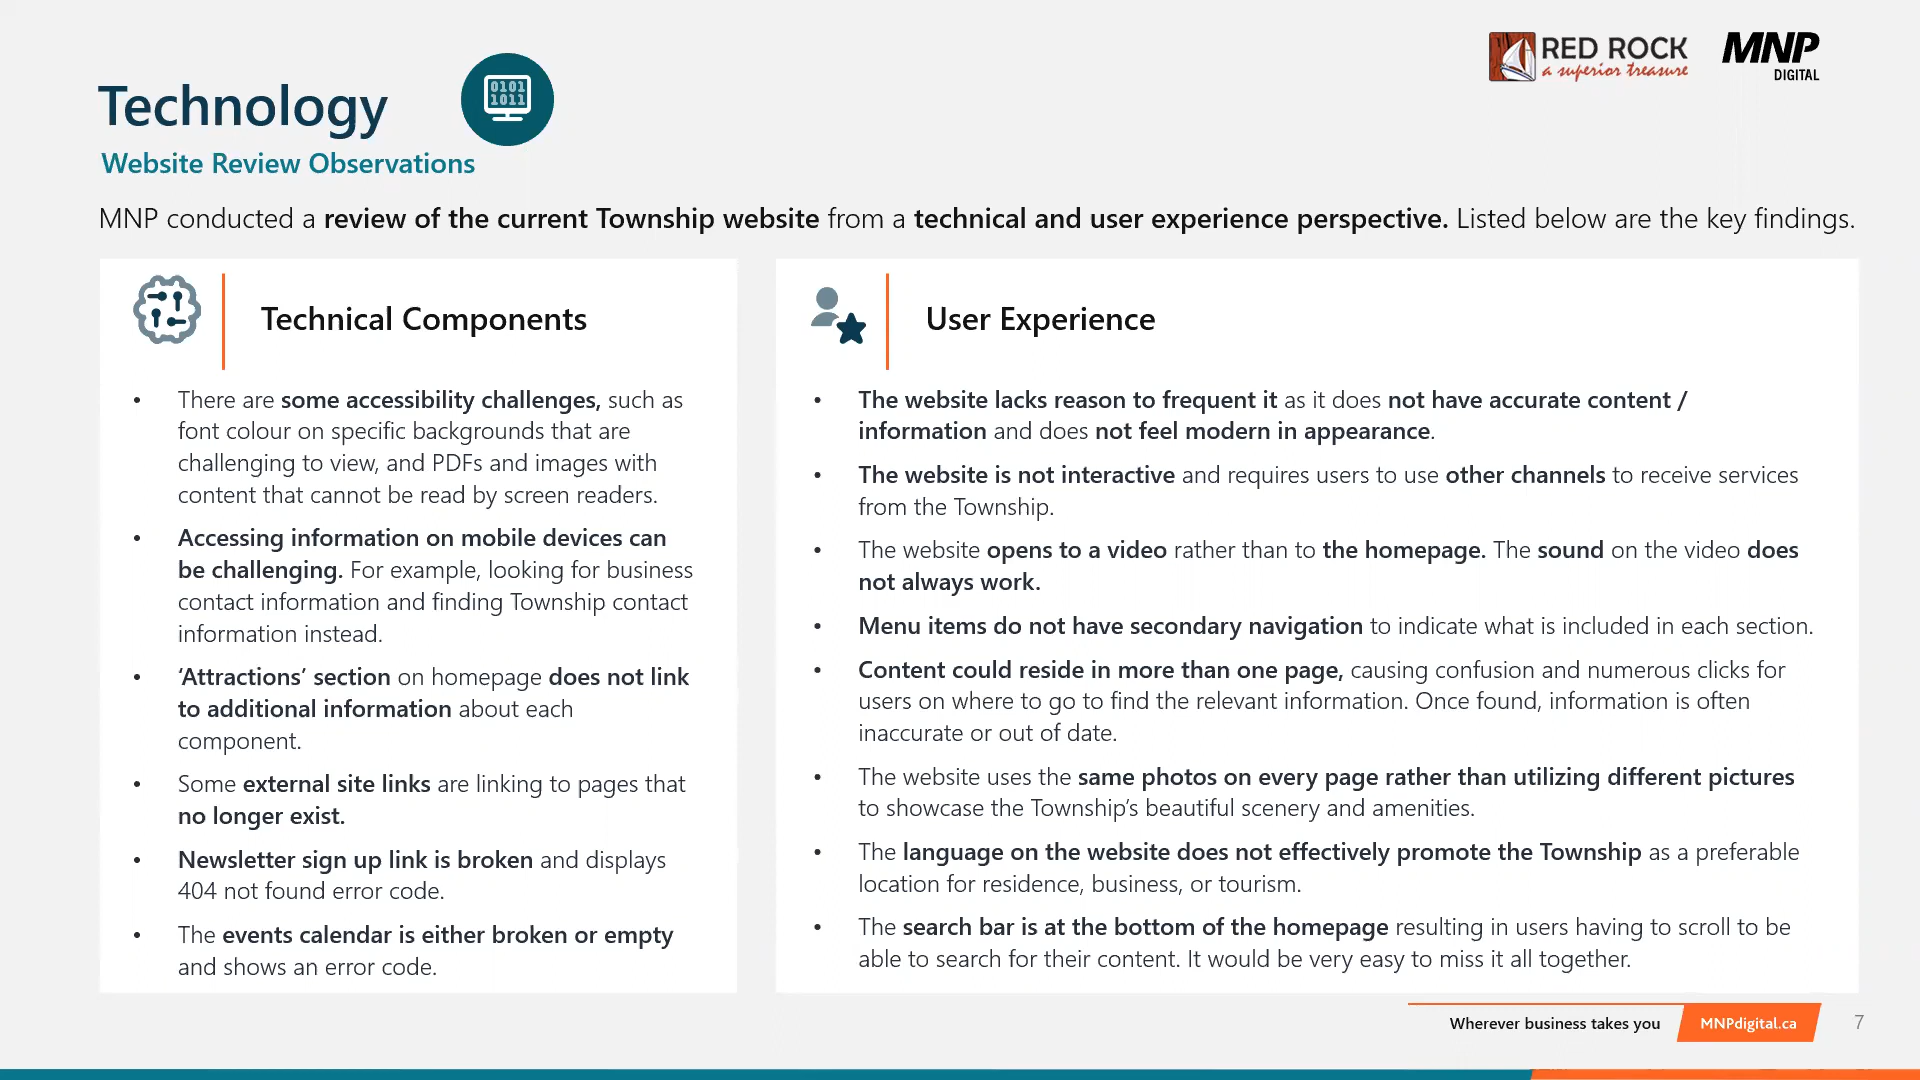 RED ROCK
a superior treasure
MNP
DIGITAL
Technology
0101
1011
Website Review Observations
MNP conducted a review of the current Township website from a technical and user experience perspective. Listed below are the key findings.
Technical Components
• There are some accessibility challenges, such as
font colour on specific backgrounds that are
challenging to view, and PDFs and images with
content that cannot be read by screen readers.
• Accessing information on mobile devices can
be challenging. For example, looking for business
contact information and finding Township contact
information instead.
• ‘Attractions’ section on homepage does not link
to additional information about each
component.
• Some external site links are linking to pages that
no longer exist.
• Newsletter sign up link is broken and displays
404 not found error code.
• The events calendar is either broken or empty
and shows an error code.
User Experience
• The website lacks reason to frequent it as it does not have accurate content /
information and does not feel modern in appearance.
• The website is not interactive and requires users to use other channels to receive services
from the Township.
• The website opens to a video rather than to the homepage. The sound on the video does
not always work.
• Menu items do not have secondary navigation to indicate what is included in each section.
• Content could reside in more than one page, causing confusion and numerous clicks for
users on where to go to find the relevant information. Once found, information is often
inaccurate or out of date.
• The website uses the same photos on every page rather than utilizing different pictures
to showcase the Township’s beautiful scenery and amenities.
• The language on the website does not effectively promote the Township as a preferable
location for residence, business, or tourism.
• The search bar is at the bottom of the homepage resulting in users having to scroll to be
able to search for their content. It would be very easy to miss it all together.
Wherever business takes you
MNPdigital.ca
7